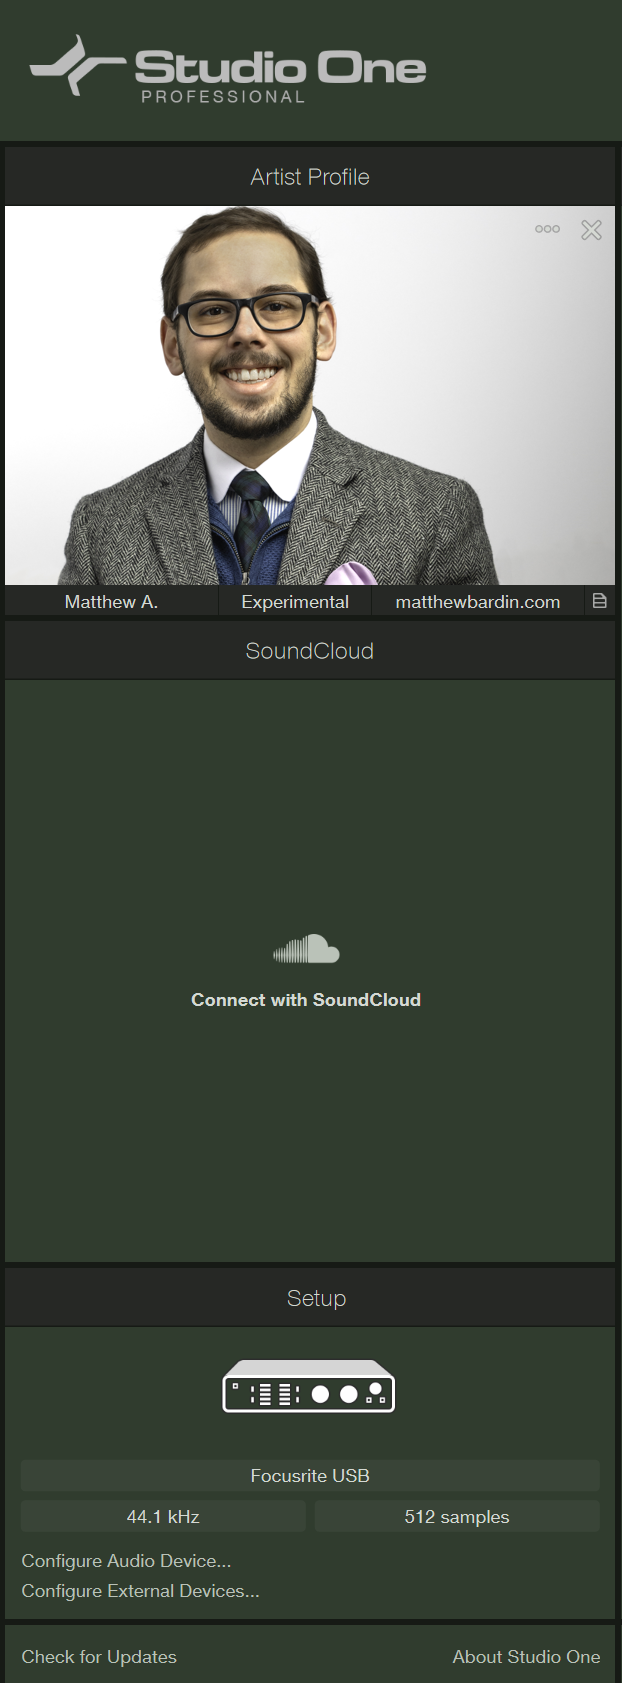 Studio One
PROFESSIONAL
Artist Profile
Matthew A.
Experimental
matthewbardin.com
SoundCloud
Connect with SoundCloud
Setup
Focusrite USB
44.1 kHz
512 samples
Configure Audio Device...
Configure External Devices...
Check for Updates
About Studio One